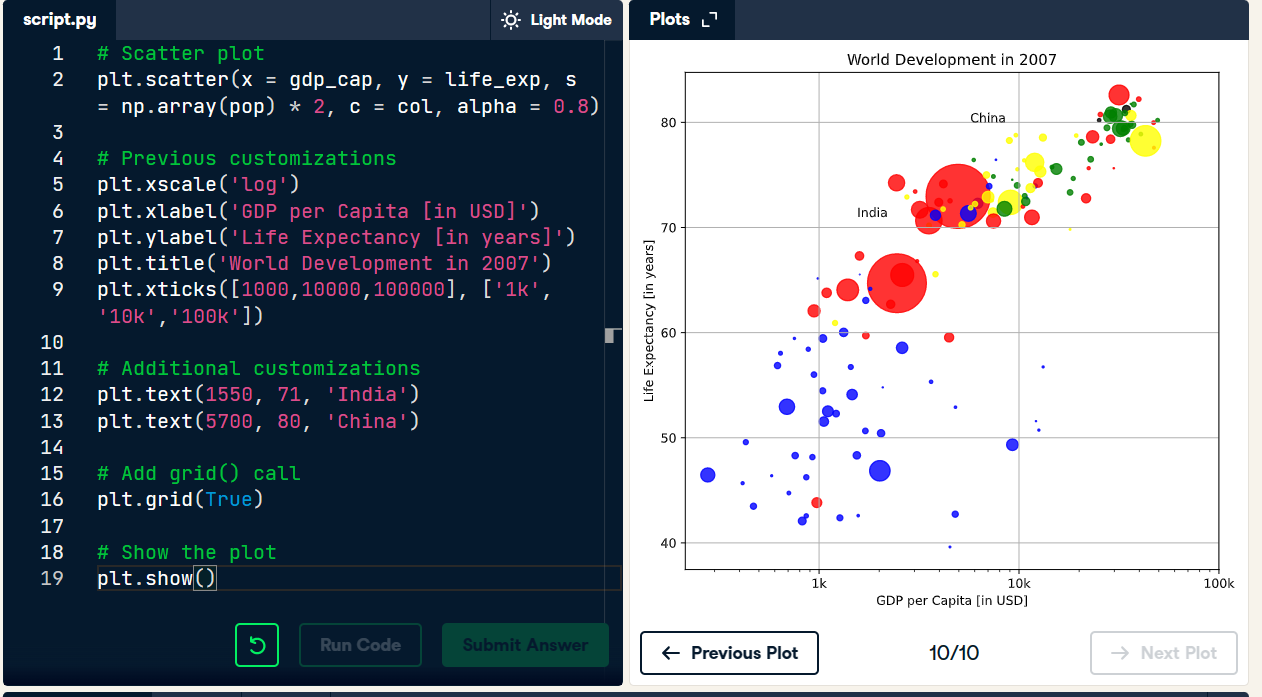 script.py
Light Mode
1 # Scatter plot
2 plt.scatter(x = gdp_cap, y = life_exp, s
= np.array(pop) * 2, c = col, alpha = 0.8)
3
4 # Previous customizations
5 plt.xscale('log')
6 plt.xlabel('GDP per Capita [in USD]')
7 plt.ylabel('Life Expectancy [in years]')
8 plt.title('World Development in 2007')
9 plt.xticks([1000,10000,100000], ['1k',
'10k','100k'])
10
11 # Additional customizations
12 plt.text(1550, 71, 'India')
13 plt.text(5700, 80, 'China')
14
15 # Add grid() call
16 plt.grid(True)
17
18 # Show the plot
19 plt.show()
Run Code
Submit Answer
Plots
World Development in 2007
Life Expectancy [in years]
80
70
60
50
40
China
India
1k
10k
100k
GDP per Capita [in USD]
Previous Plot
10/10
Next Plot